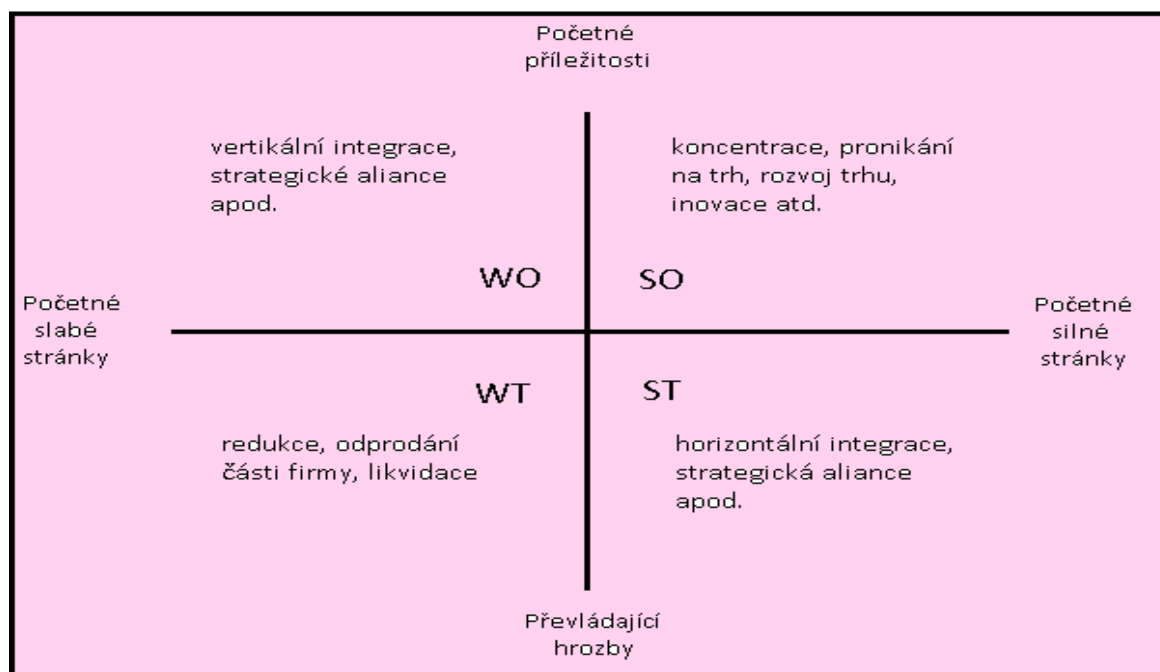 Početné
příležitosti
vertikální integrace,
strategické aliance
apod.
koncentrace, pronikání
na trh, rozvoj trhu,
inovace atd.
WO
SO
Početné
slabé
stránky
Početné
silné
stránky
WT
ST
redukce, odprodání
části firmy, likvidace
horizontální integrace,
strategická aliance
apod.
Převládající
hrozby